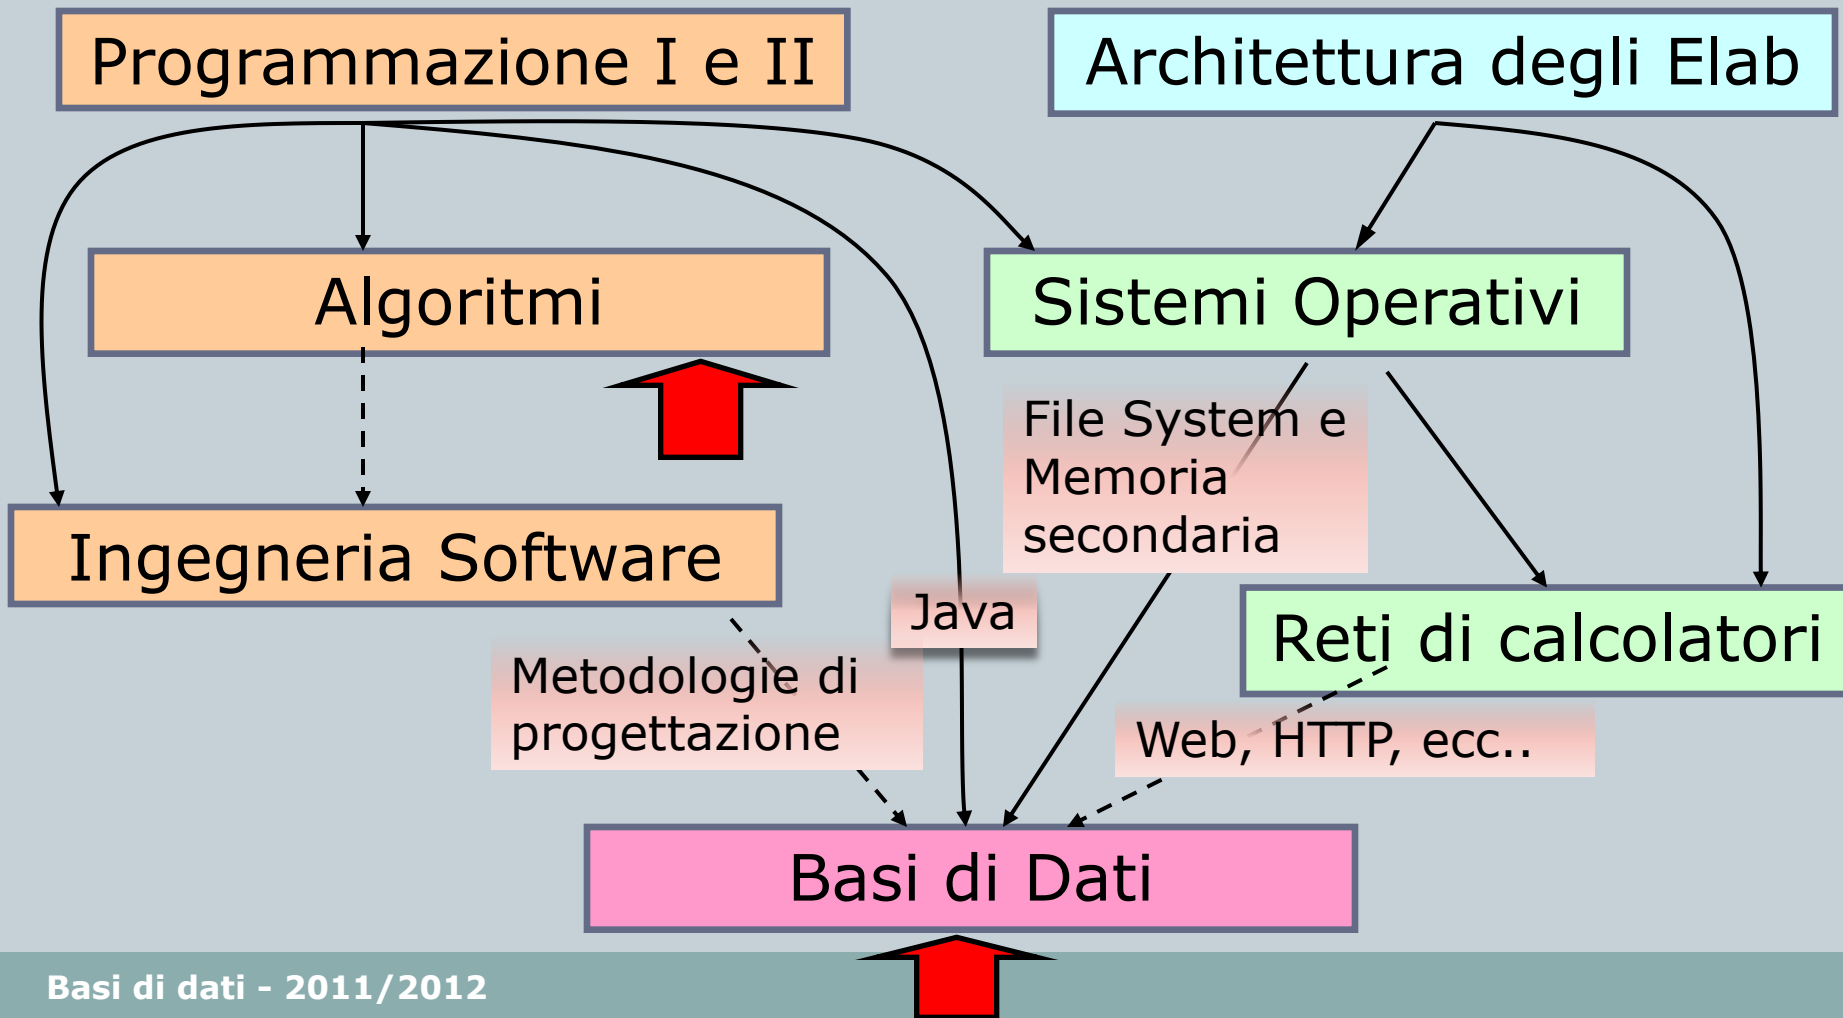 Programmazione I e II
Architettura degli Elab
Algoritmi
Sistemi Operativi
File System e
Memoria
secondaria
Ingegneria Software
Java
Reti di calcolatori
Metodologie di
progettazione
Web, HTTP, ecc..
Basi di Dati
Basi di dati - 2011/2012